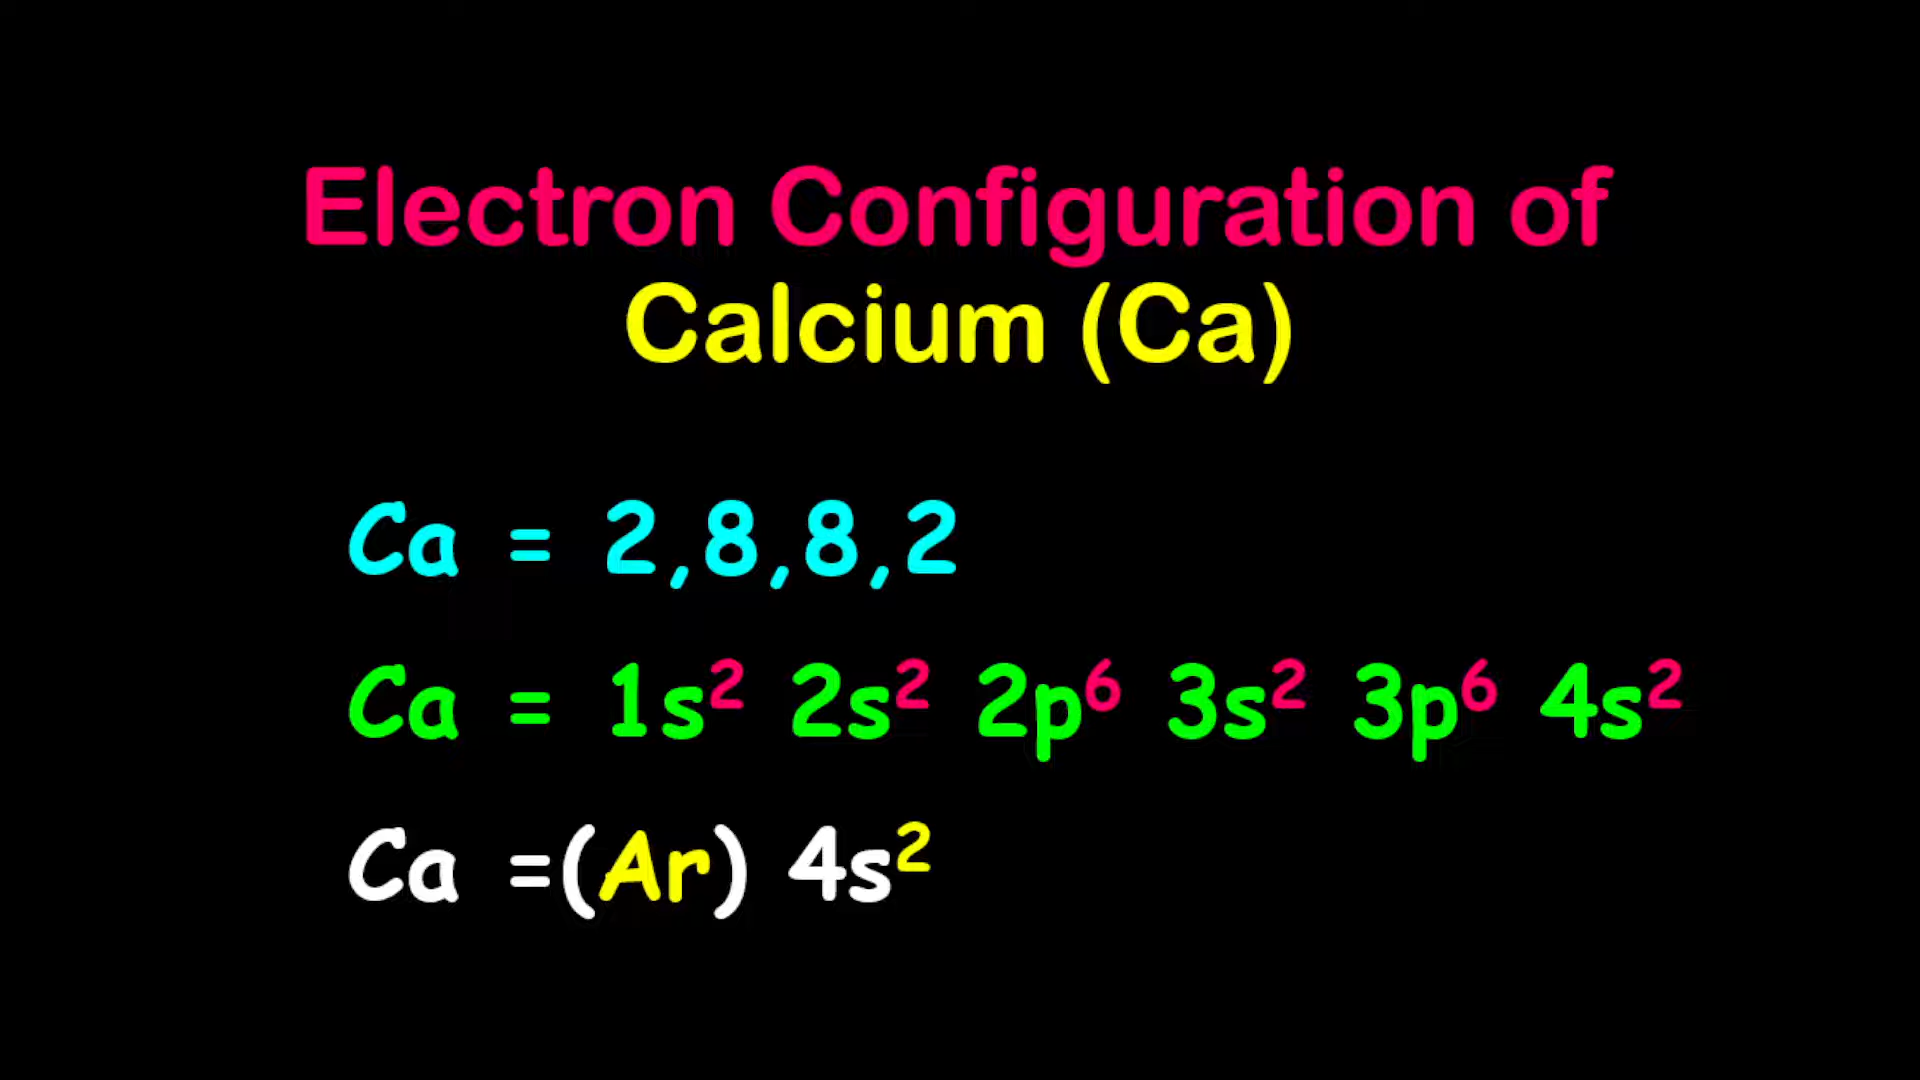 Electron Configuration of
Calcium (Ca)
Ca = 2,8,8,2
Ca = 1s² 2s² 2p⁶ 3s² 3p⁶ 4s²
Ca =(Ar) 4s²